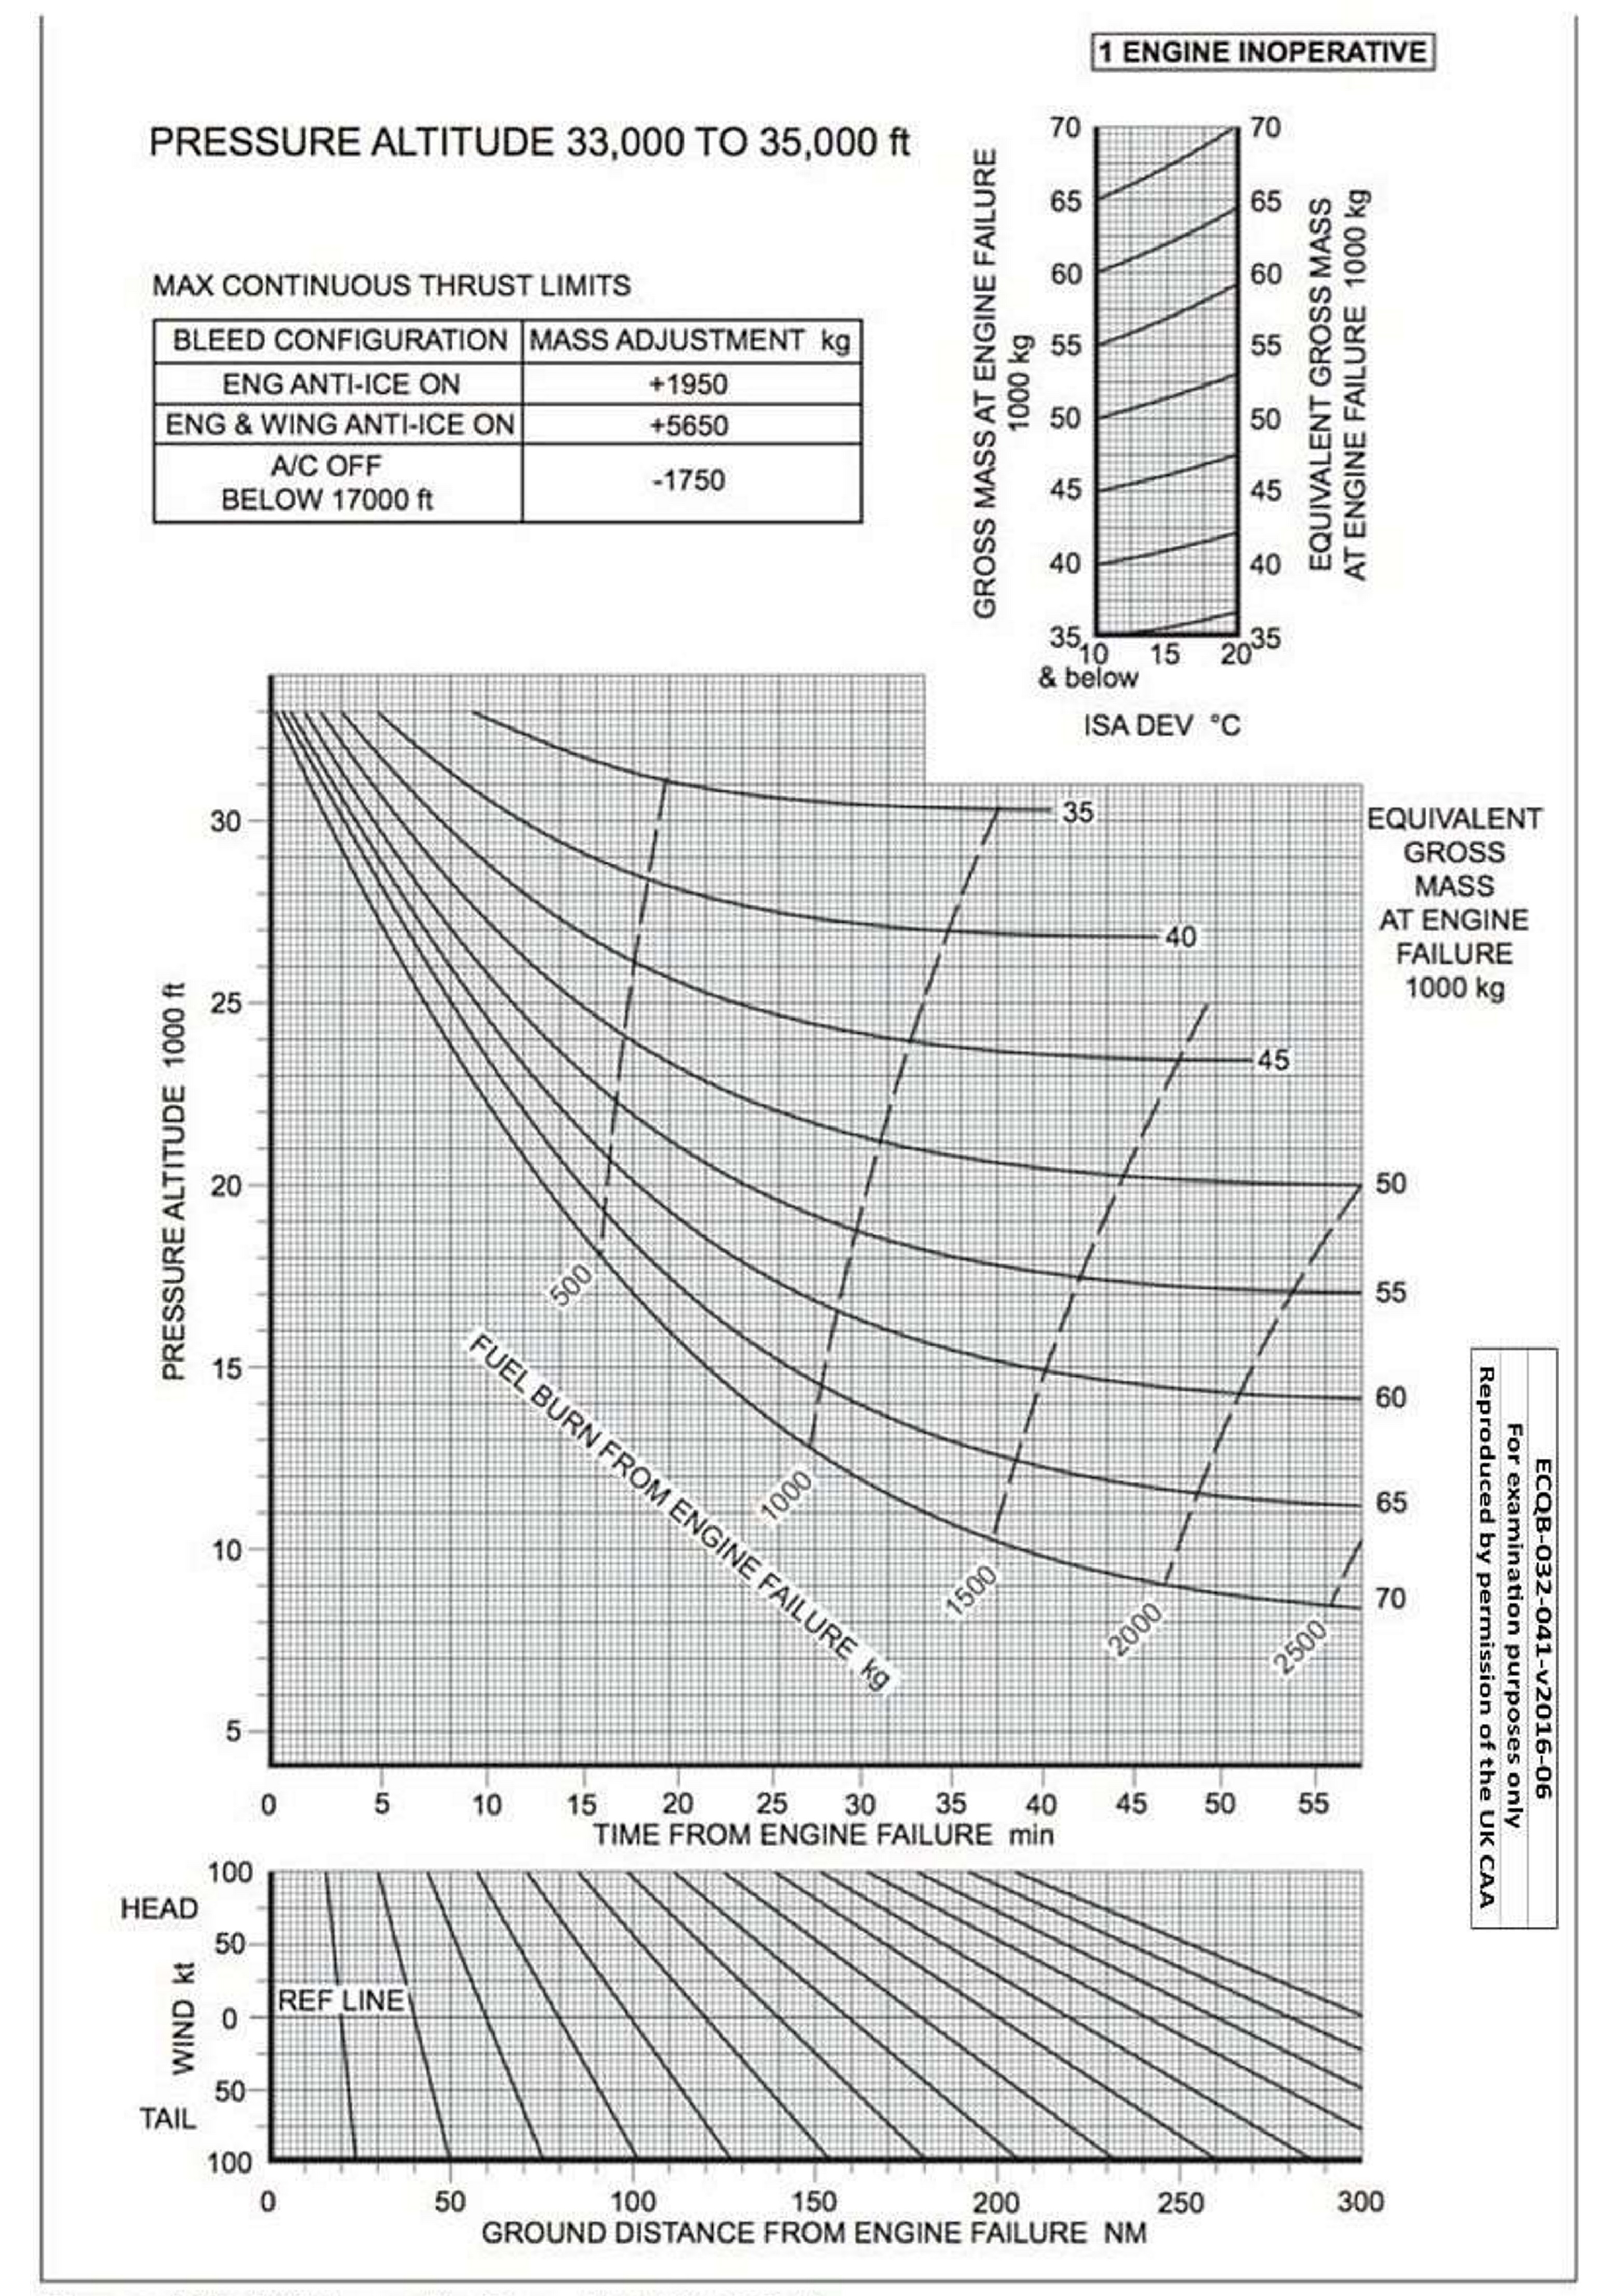 1 ENGINE INOPERATIVE
PRESSURE ALTITUDE 33,000 TO 35,000 ft
MAX CONTINUOUS THRUST LIMITS
BLEED CONFIGURATION MASS ADJUSTMENT kg
ENG ANTI-ICE ON +1950
ENG & WING ANTI-ICE ON +5650
A/C OFF
BELOW 17000 ft
-1750
GROSS MASS AT ENGINE FAILURE
1000 kg
70 70
65 65
60 60
55 55
50 50
45 45
40 40
35 35
10 15 20
& below
ISA DEV °C
EQUIVALENT GROSS MASS
AT ENGINE FAILURE 1000 kg
PRESSURE ALTITUDE 1000 ft
30
25
20
15
10
5
35
40
45
50
55
60
65
70
EQUIVALENT
GROSS
MASS
AT ENGINE
FAILURE
1000 kg
500
1000
1500
2000
2500
FUEL BURN FROM ENGINE FAILURE kg
0 5 10 15 20 25 30 35 40 45 50 55
TIME FROM ENGINE FAILURE min
100
HEAD
50
REF LINE
0
WIND kt
50
TAIL
100
0 50 100 150 200 250 300
GROUND DISTANCE FROM ENGINE FAILURE NM
ECQB-032-041-v2016-06
For examination purposes only
Reproduced by permission of the UK CAA